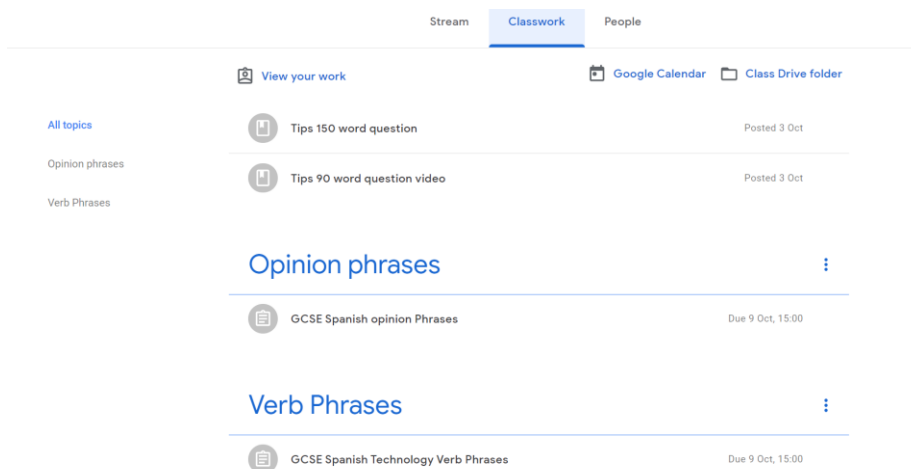 Stream Classwork People
View your work Google Calendar Class Drive folder
All topics
Opinion phrases
Verb Phrases
Tips 150 word question Posted 3 Oct
Tips 90 word question video Posted 3 Oct
Opinion phrases
GCSE Spanish opinion Phrases Due 9 Oct, 15:00
Verb Phrases
GCSE Spanish Technology Verb Phrases Due 9 Oct, 15:00